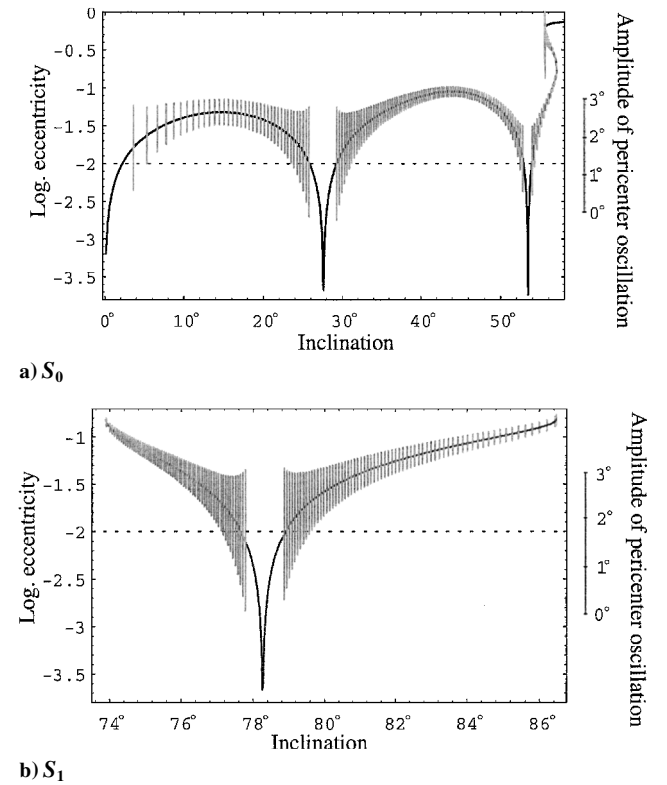 0
-0.5
-1
-1.5
-2
-2.5
-3
-3.5
Log. eccentricity
0° 10° 20° 30° 40° 50°
Inclination
3°
2°
1°
0°
Amplitude of pericenter oscillation
a) S₀
-1
-1.5
-2
-2.5
-3
-3.5
Log. eccentricity
74° 76° 78° 80° 82° 84° 86°
Inclination
3°
2°
1°
0°
Amplitude of pericenter oscillation
b) S₁